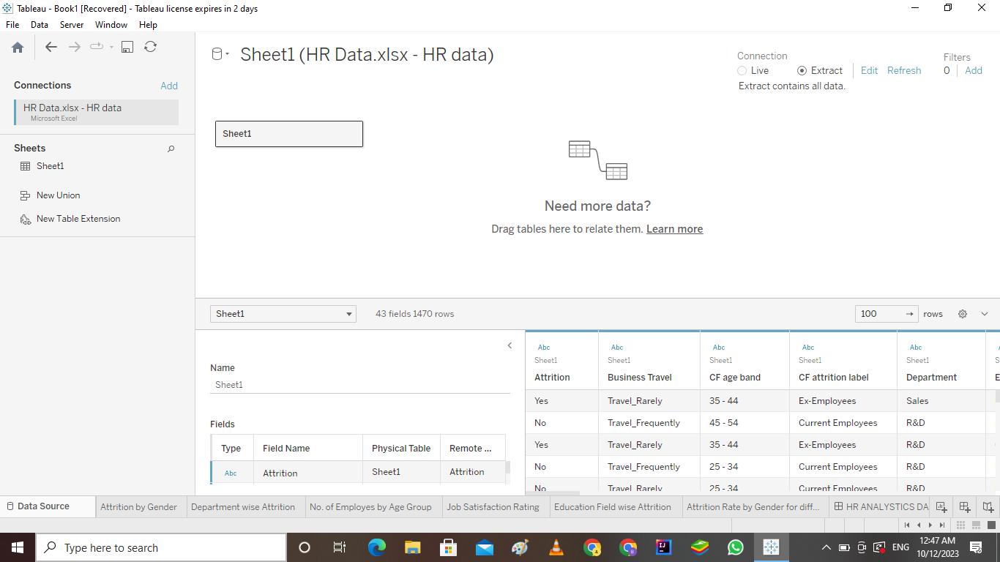 Tableau - Book1 [Recovered] - Tableau license expires in 2 days
File Data Server Window Help
Connections Add
HR Data.xlsx - HR data
Microsoft Excel
Sheets
Sheet1
New Union
New Table Extension
Sheet1 (HR Data.xlsx - HR data)
Connection
Live Extract Edit Refresh
Extract contains all data.
Filters
0 Add
Sheet1
Need more data?
Drag tables here to relate them. Learn more
Sheet1 43 fields 1470 rows 100 rows
Name
Sheet1
Fields
Type Field Name Physical Table Remote ...
Abc Attrition Sheet1 Attrition
Abc Abc Abc Abc Abc
Sheet1 Sheet1 Sheet1 Sheet1 Sheet1
Attrition Business Travel CF age band CF attrition label Department
Yes Travel_Rarely 35 - 44 Ex-Employees Sales
No Travel_Frequently 45 - 54 Current Employees R&D
Yes Travel_Rarely 35 - 44 Ex-Employees R&D
No Travel_Frequently 25 - 34 Current Employees R&D
No Travel_Rarely 25 - 34 Current Employees R&D
Data Source Attrition by Gender Department wise Attrition No. of Employes by Age Group Job Satisfaction Rating Education Field wise Attrition Attrition Rate by Gender for diff... HR ANALYSTICS DA
Type here to search
ENG
12:47 AM
10/12/2023